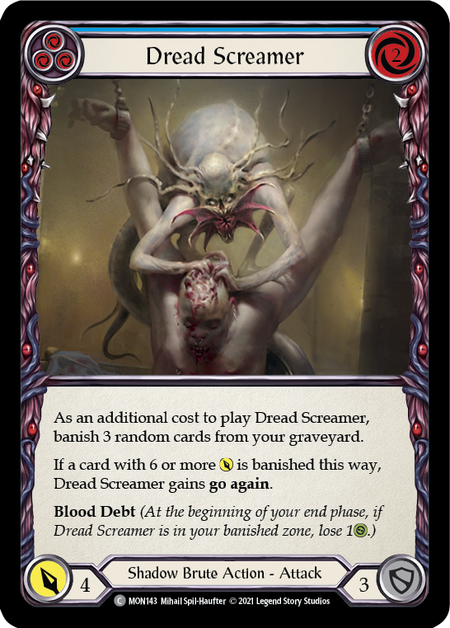 Dread Screamer
2
As an additional cost to play Dread Screamer,
banish 3 random cards from your graveyard.
If a card with 6 or more is banished this way,
Dread Screamer gains go again.
Blood Debt (At the beginning of your end phase, if
Dread Screamer is in your banished zone, lose 1.)
4
Shadow Brute Action - Attack
3
C MON143 Mihail Spil-Haufter © 2021 Legend Story Studios